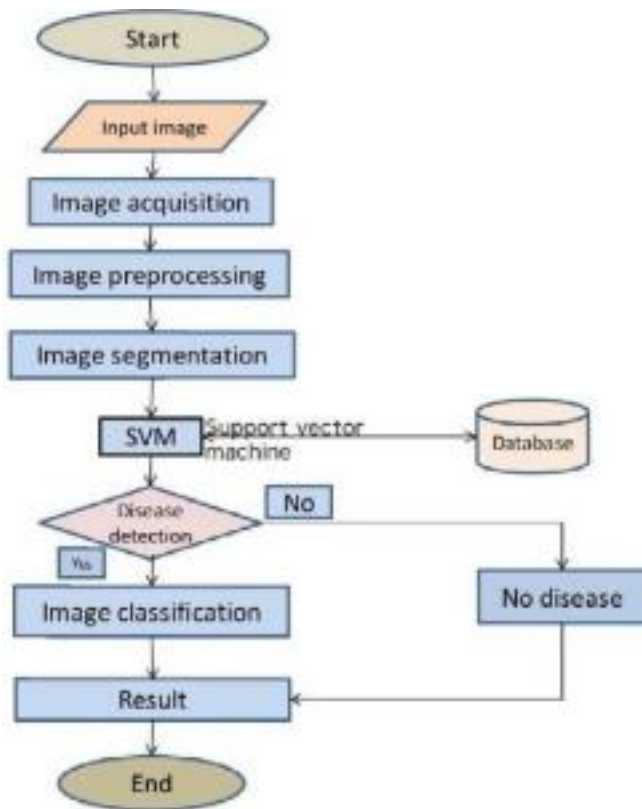 Start
Input image
Image acquisition
Image preprocessing
Image segmentation
SVM
Support vector
machine
Database
Disease
detection
No
Yes
Image classification
No disease
Result
End